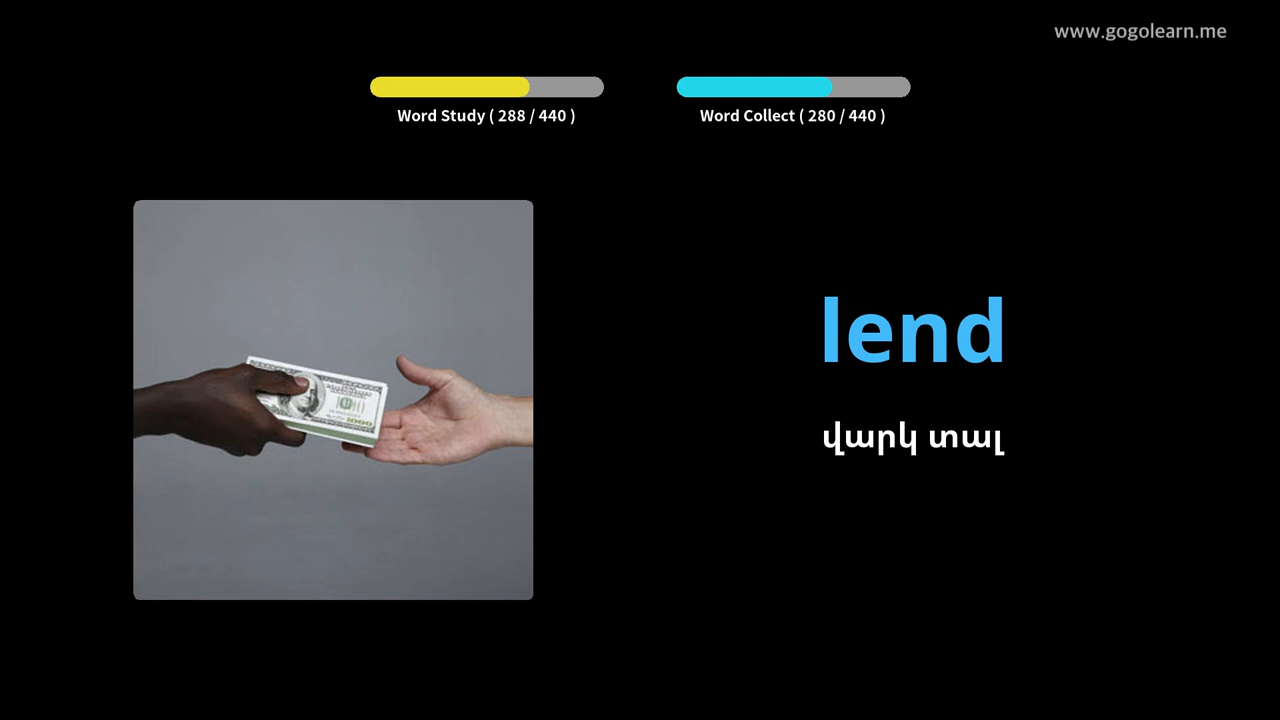 www.gogolearn.me
Word Study ( 288 / 440 )
Word Collect ( 280 / 440 )
lend
վարկ տալ